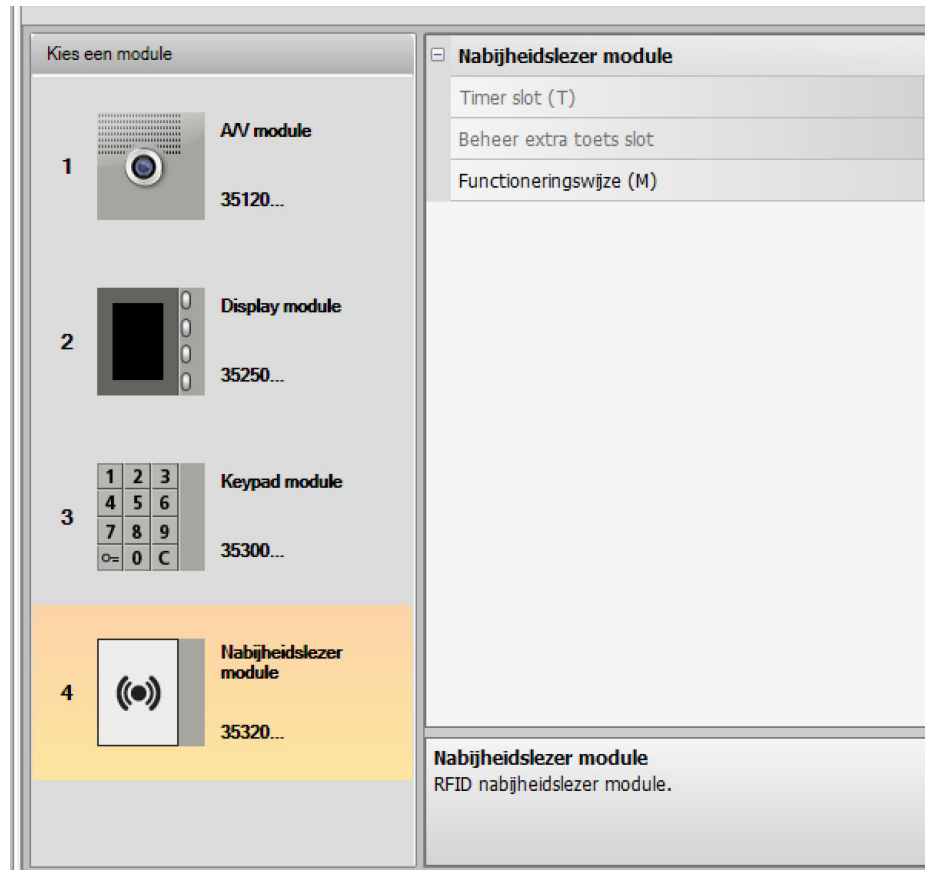 Kies een module
1
A/V module
35120...
2
Display module
35250...
3
1 2 3
4 5 6
7 8 9
0 C
Keypad module
35300...
4
Nabijheidslezer
module
35320...
Nabijheidslezer module
Timer slot (T)
Beheer extra toets slot
Functioneringswijze (M)
Nabijheidslezer module
RFID nabijheidslezer module.